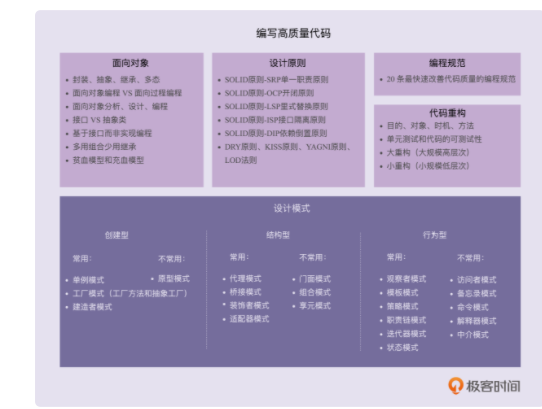 编写高质量代码
面向对象
• 封装、抽象、继承、多态
• 面向对象编程 VS 面向过程编程
• 面向对象分析、设计、编程
• 接口 VS 抽象类
• 基于接口而非实现编程
• 多用组合少用继承
• 贫血模型和充血模型
设计原则
• SOLID原则-SRP单一职责原则
• SOLID原则-OCP开闭原则
• SOLID原则-LSP里式替换原则
• SOLID原则-ISP接口隔离原则
• SOLID原则-DIP依赖倒置原则
• DRY原则、KISS原则、YAGNI原则、
LOD法则
编程规范
• 20 条最快速改善代码质量的编程规范
代码重构
• 目的、对象、时机、方法
• 单元测试和代码的可测试性
• 大重构（大规模高层次）
• 小重构（小规模低层次）
设计模式
创建型
常用：
• 单例模式
• 工厂模式（工厂方法和抽象工厂）
• 建造者模式
不常用：
• 原型模式
结构型
常用：
• 代理模式
• 桥接模式
• 装饰者模式
• 适配器模式
不常用：
• 门面模式
• 组合模式
• 享元模式
行为型
常用：
• 观察者模式
• 模板模式
• 策略模式
• 职责链模式
• 迭代器模式
• 状态模式
不常用：
• 访问者模式
• 备忘录模式
• 命令模式
• 解释器模式
• 中介模式
极客时间